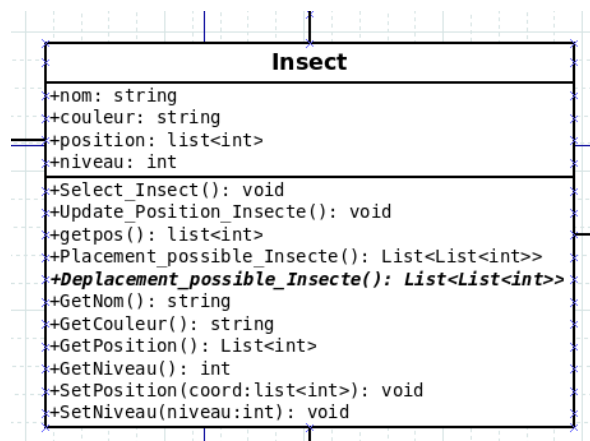 Insect
+nom: string
+couleur: string
+position: list<int>
+niveau: int
+Select_Insect(): void
+Update_Position_Insecte(): void
+getpos(): list<int>
+Placement_possible_Insecte(): List<List<int>>
+Deplacement_possible_Insecte(): List<List<int>>
+GetNom(): string
+GetCouleur(): string
+GetPosition(): List<int>
+GetNiveau(): int
+SetPosition(coord:list<int>): void
+SetNiveau(niveau:int): void